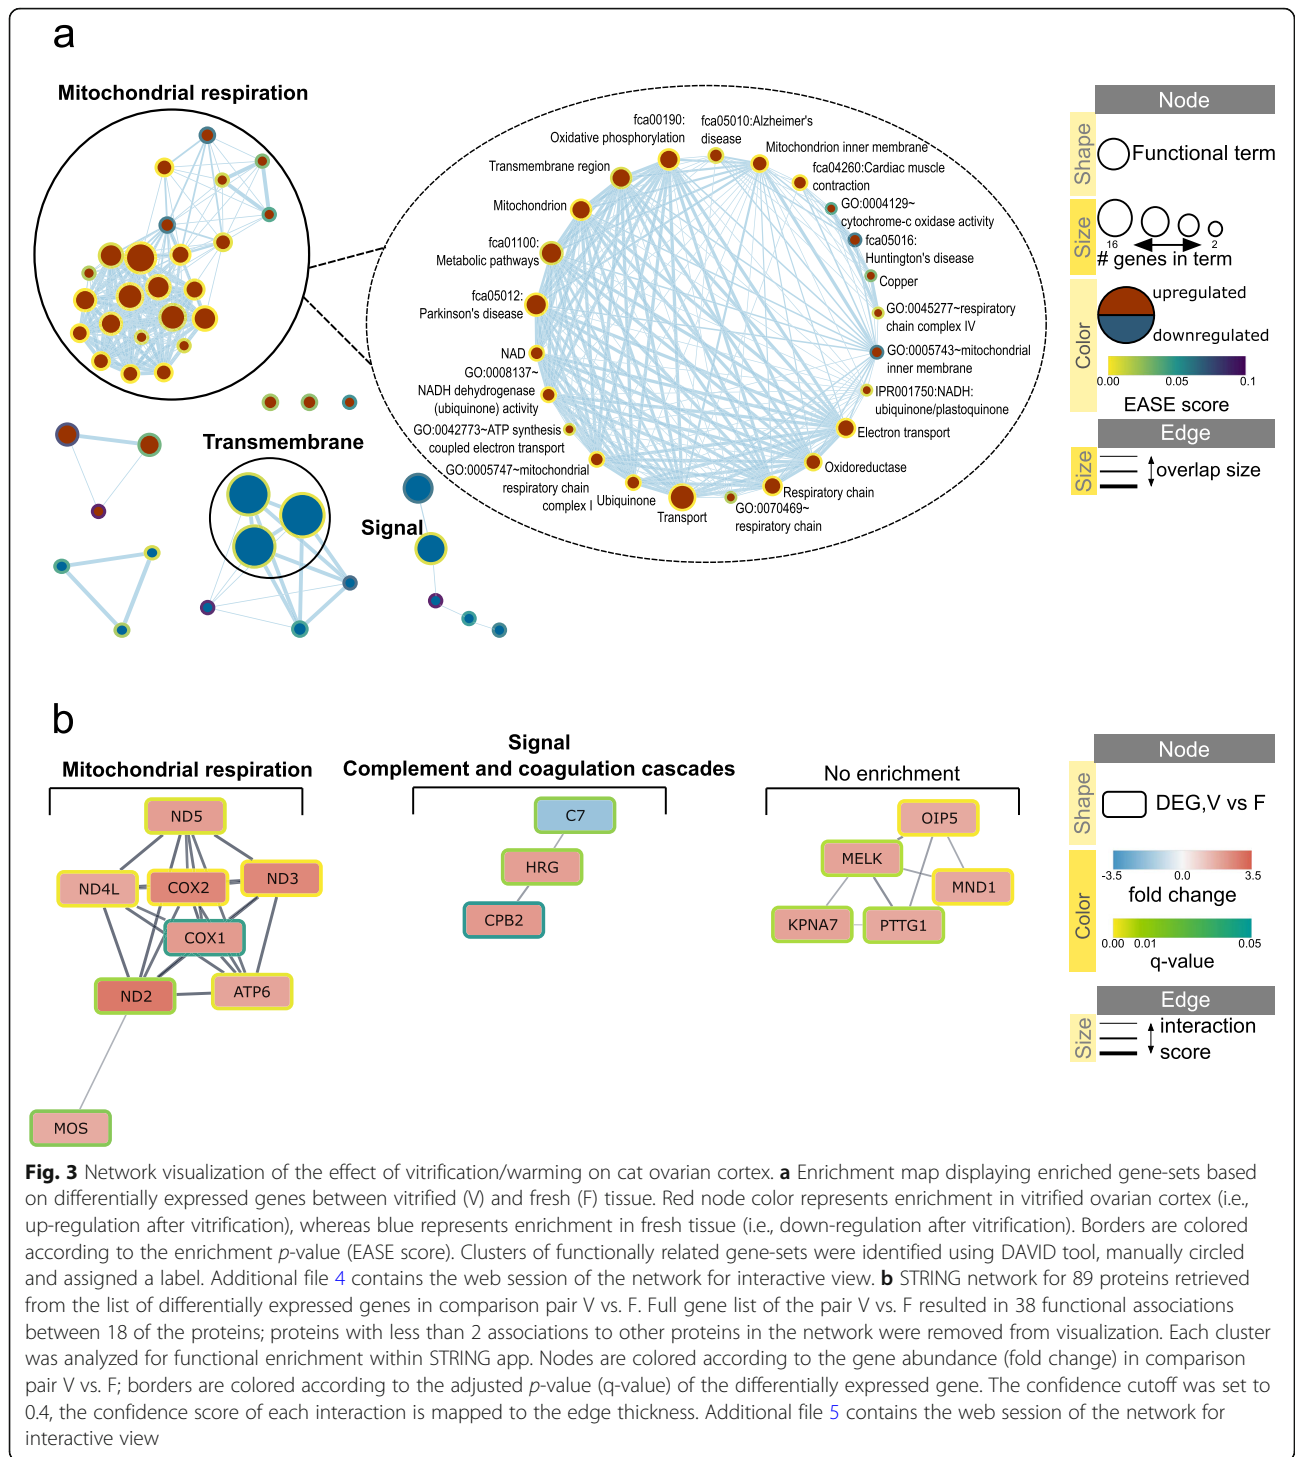 a
Mitochondrial respiration
fca00190:
Oxidative phosphorylation
fca05010:Alzheimer's
disease
Mitochondrion inner membrane
fca04260:Cardiac muscle
contraction
GO:0004129~
cytochrome-c oxidase activity
fca05016:
Huntington's disease
Copper
GO:0045277~respiratory
chain complex IV
GO:0005743~mitochondrial
inner membrane
IPR001750:NADH:
ubiquinone/plastoquinone
Electron transport
Oxidoreductase
Respiratory chain
GO:0070469~
respiratory chain
Transport
Ubiquinone
GO:0005747~mitochondrial
respiratory chain
complex I
GO:0042773~ATP synthesis
coupled electron transport
GO:0008137~
NADH dehydrogenase
(ubiquinone) activity
NAD
fca05012:
Parkinson's disease
fca01100:
Metabolic pathways
Mitochondrion
Transmembrane region
Transmembrane
Signal
Node
Shape
Functional term
Size
16
2
# genes in term
Color
upregulated
downregulated
0.00 0.05 0.1
EASE score
Edge
Size
overlap size
b
Mitochondrial respiration
ND5
ND4L
COX2
ND3
COX1
ND2
ATP6
MOS
Signal
Complement and coagulation cascades
C7
HRG
CPB2
No enrichment
OIP5
MELK
MND1
KPNA7
PTTG1
Node
Shape
DEG,V vs F
Color
-3.5 0.0 3.5
fold change
0.00 0.01 0.05
q-value
Edge
Size
interaction
score
Fig. 3 Network visualization of the effect of vitrification/warming on cat ovarian cortex. a Enrichment map displaying enriched gene-sets based
on differentially expressed genes between vitrified (V) and fresh (F) tissue. Red node color represents enrichment in vitrified ovarian cortex (i.e.,
up-regulation after vitrification), whereas blue represents enrichment in fresh tissue (i.e., down-regulation after vitrification). Borders are colored
according to the enrichment p-value (EASE score). Clusters of functionally related gene-sets were identified using DAVID tool, manually circled
and assigned a label. Additional file 4 contains the web session of the network for interactive view. b STRING network for 89 proteins retrieved
from the list of differentially expressed genes in comparison pair V vs. F. Full gene list of the pair V vs. F resulted in 38 functional associations
between 18 of the proteins; proteins with less than 2 associations to other proteins in the network were removed from visualization. Each cluster
was analyzed for functional enrichment within STRING app. Nodes are colored according to the gene abundance (fold change) in comparison
pair V vs. F; borders are colored according to the adjusted p-value (q-value) of the differentially expressed gene. The confidence cutoff was set to
0.4, the confidence score of each interaction is mapped to the edge thickness. Additional file 5 contains the web session of the network for
interactive view